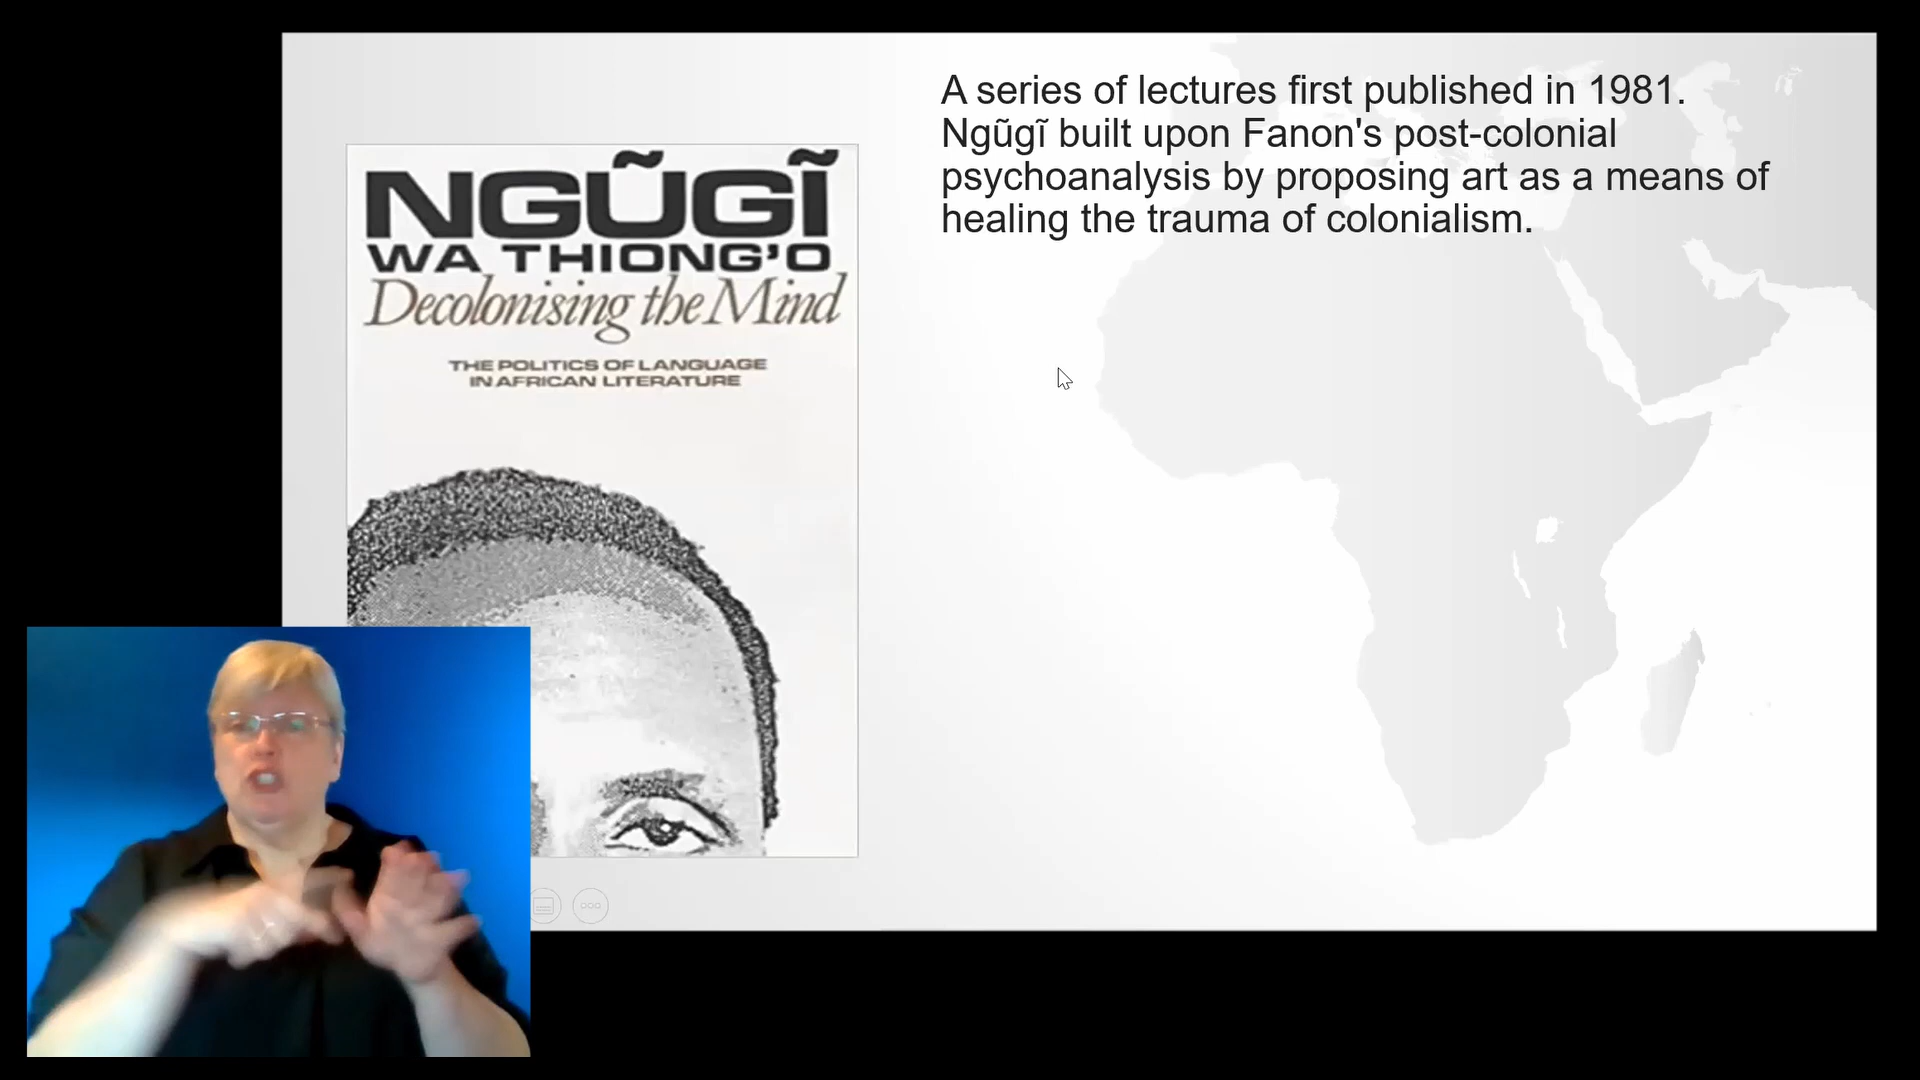 NGŨGĨ
WA THIONG'O
Decolonising the Mind
THE POLITICS OF LANGUAGE
IN AFRICAN LITERATURE
A series of lectures first published in 1981.
Ngũgĩ built upon Fanon's post-colonial
psychoanalysis by proposing art as a means of
healing the trauma of colonialism.